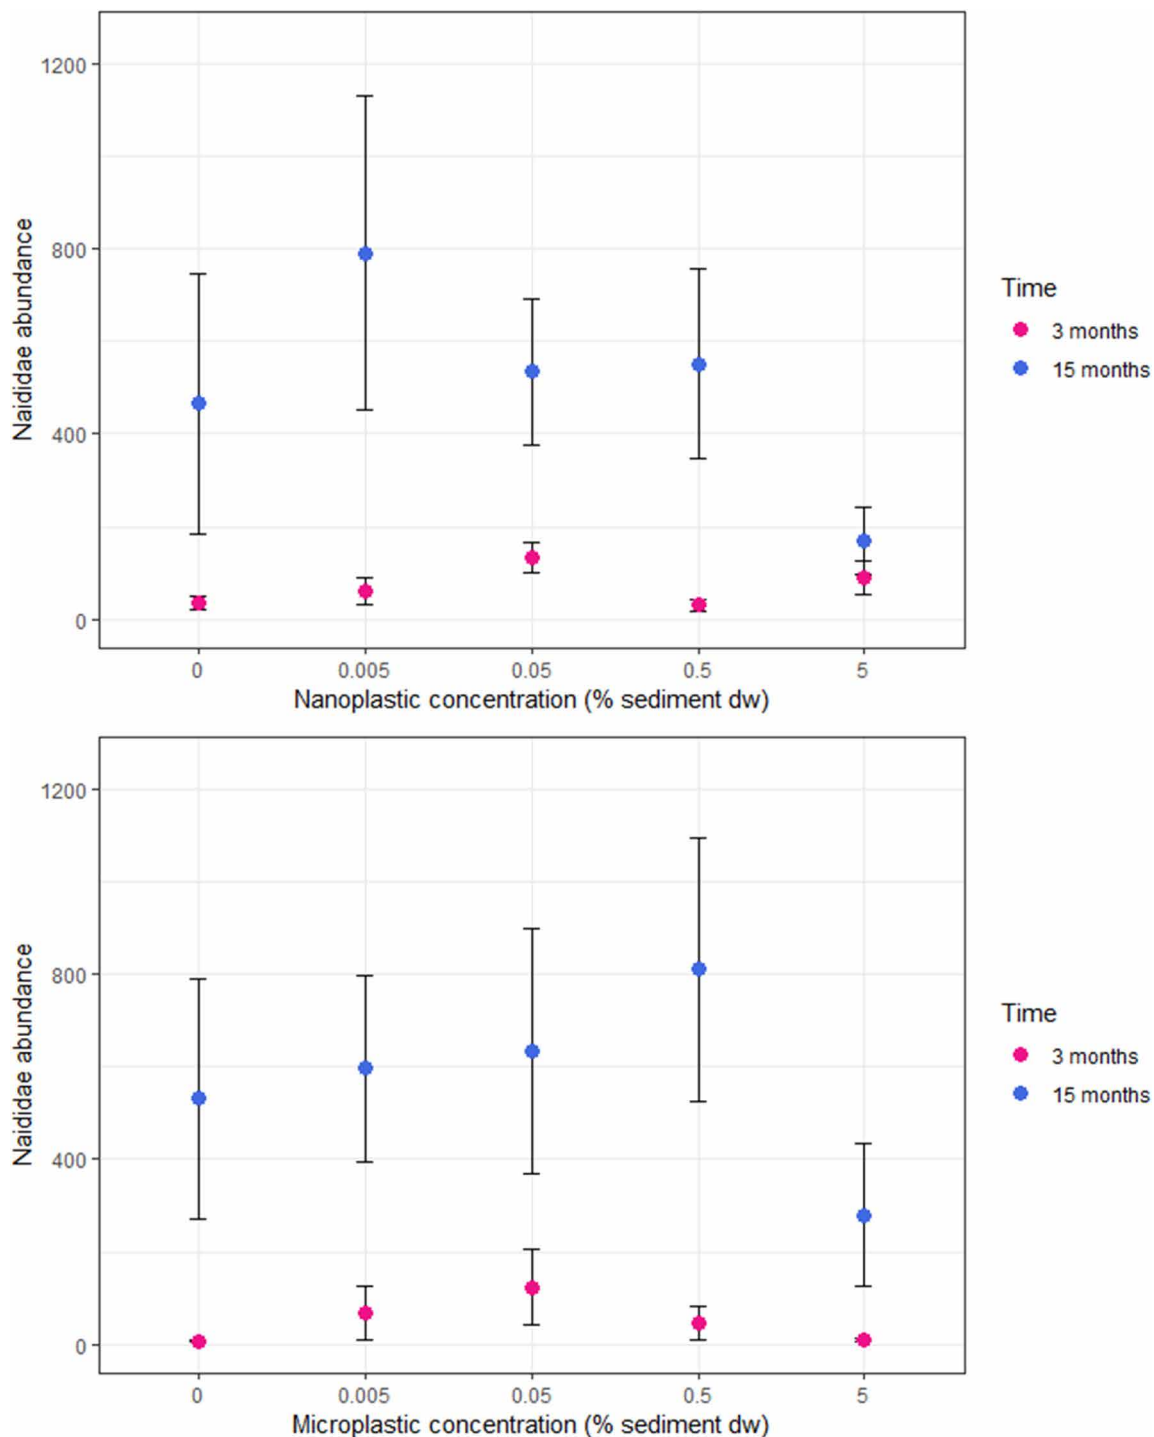 1200
800
400
0
Naididae abundance
0 0.005 0.05 0.5 5
Nanoplastic concentration (% sediment dw)
Time
3 months
15 months
1200
800
400
0
Naididae abundance
0 0.005 0.05 0.5 5
Microplastic concentration (% sediment dw)
Time
3 months
15 months